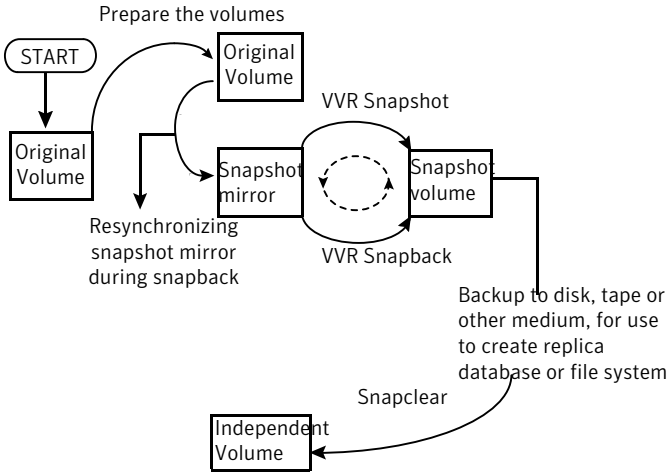 Prepare the volumes
START
Original
Volume
Original
Volume
VVR Snapshot
Snapshot
mirror
Snapshot
volume
Resynchronizing
snapshot mirror
during snapback
VVR Snapback
Backup to disk, tape or
other medium, for use
to create replica
database or file system
Snapclear
Independent
Volume